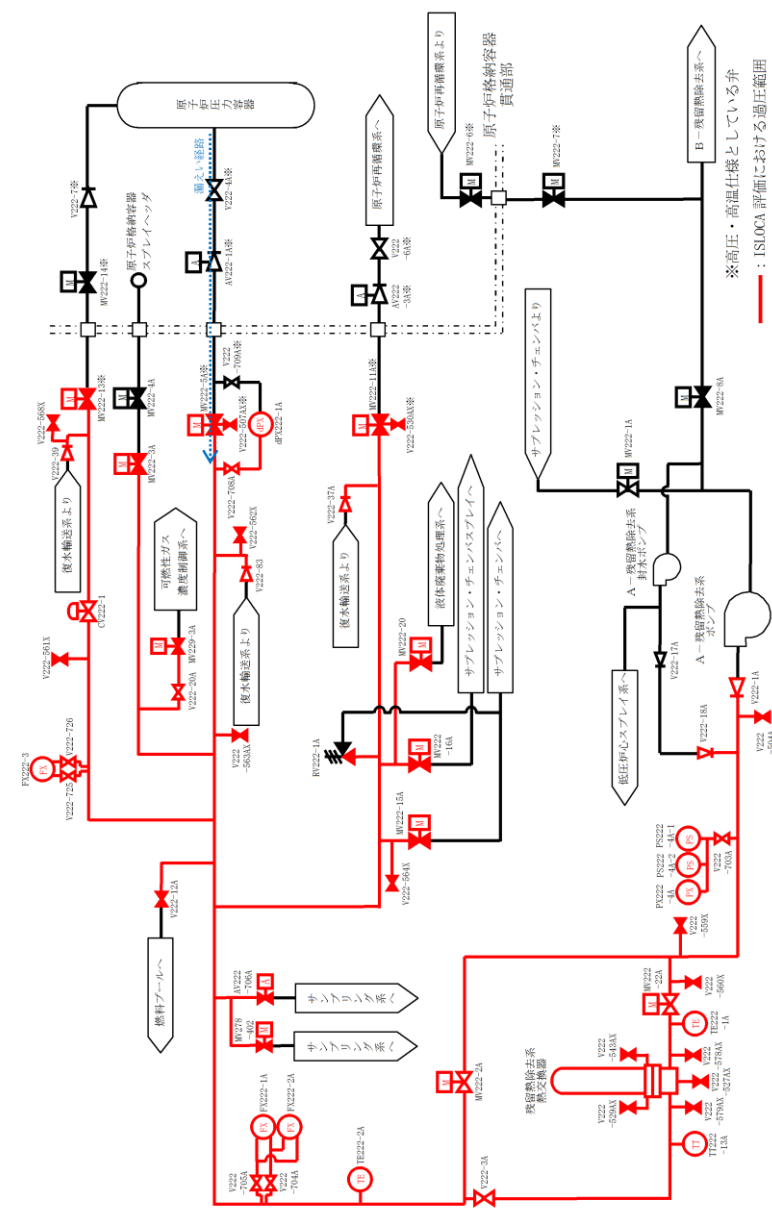 原子炉圧力容器
V222-7※
MV222-14※
原子炉格納容器
スプレイヘッダ
漏えい経路
V222-4A※
AV222-1A※
原子炉再循環系へ
V222
-6A※
AV222
-3A※
原子炉再循環系より
MV222-6※
原子炉格納容器
貫通部
MV222-7※
B－残留熱除去系へ
※高圧・高温仕様としている弁
：ISLOCA 評価における過圧範囲
MV222-13※
V222-568X
V222-39
復水輸送系より
MV222-4A
MV222-3A
V222
-709A※
MV222-5A※
V222-507AX※
dPX
dPX222-1A
V222-708A
MV222-11A※
V222-530AX※
V222-37A
復水輸送系より
サプレッション・チェンバより
MV222-1A
MV222-8A
CV222-1
V222-561X
可燃性ガス
濃度制御系へ
MV229-3A
V222-20A
V222-562X
V222-83
復水輸送系より
V222
-563AX
液体廃棄物処理系へ
サプレッション・チェンバスプレイへ
サプレッション・チェンバへ
MV222-20
RV222-1A
MV222
-16A
MV222-15A
V222-564X
A－残留熱除去系
封水ポンプ
A－残留熱除去系
ポンプ
V222-17A
低圧炉心スプレイ系へ
V222-18A
V222-1A
V222
-504A
FX222-3
FX
V222-726
V222-725
V222-12A
燃料プールへ
AV222
-706A
MV278
-402
サンプリング系へ
サンプリング系へ
PS222
-4A-1
PS222
-4A-2
PX222
-4A
PS
PS
PX
V222
-703A
V222
-559X
MV222
-22A
V222
-560X
TE
TE222
-1A
MV222-2A
V222
-543AX
V222
-578AX
残留熱除去系
熱交換器
V222
-527AX
V222
-529AX
V222
-579AX
TT
TT222
-13A
FX222-1A
FX222-2A
FX
FX
V222
-705A
V222
-704A
TE
TE222-2A
V222-3A